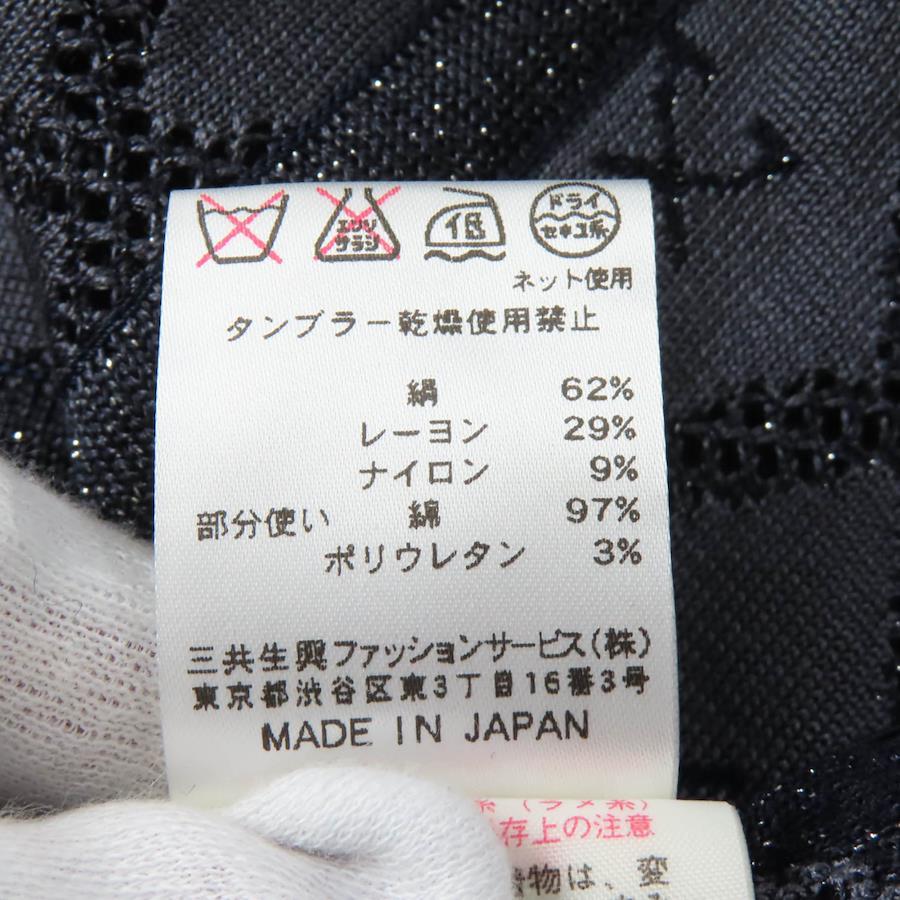 エンソ
サラシ
低
ドライ
セキユ系
ネット使用
タンブラー乾燥使用禁止
絹 62%
レーヨン 29%
ナイロン 9%
部分使い 綿 97%
ポリウレタン 3%
三共生興ファッションサービス(株)
東京都渋谷区東3丁目16番3号
MADE IN JAPAN
糸(ラメ糸)
存上の注意
物は、変